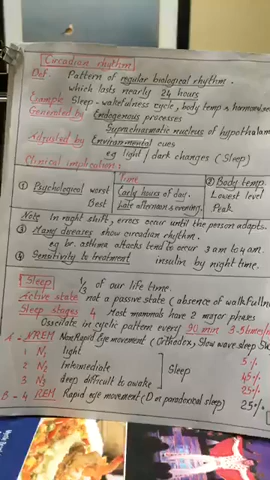 Circadian rhythm
Def. Pattern of regular biological rhythm.
which lasts nearly 24 hours
Example Sleep-wakefulness cycle, body temp & hormonal
Generated by Endogenous processes
Suprachiasmatic nucleus of hypothalam
Adjusted by Environmental cues
eg light / dark changes (Sleep)
Clinical implication:
Time
① Psychological worst Early hours of day. ② Body temp.
Best Late afternoon & evening. Lowest level
Peak
Note In night shift, errors occur until the person adapts.
③ Many diseases show circadian rhythm.
eg br. asthma attacks tend to occur 3 am to 4 am.
④ Sensitivity to treatment insulin by night time.
Sleep 1/3 of our life time.
Active state not a passive state (absence of wakefulln
Sleep stages 4 Most mammals have 2 major phases
Oscillate in cyclic pattern every 90 min 3-5 times/
A - NREM Non Rapid Eye movement (Orthodox, Slow wave sleep
1 N1 light 5%
2 N2 Intermediate Sleep 45%
3 N3 deep difficult to awake 25%
B - 4 REM Rapid eye movement (D or paradoxical sleep) 25%